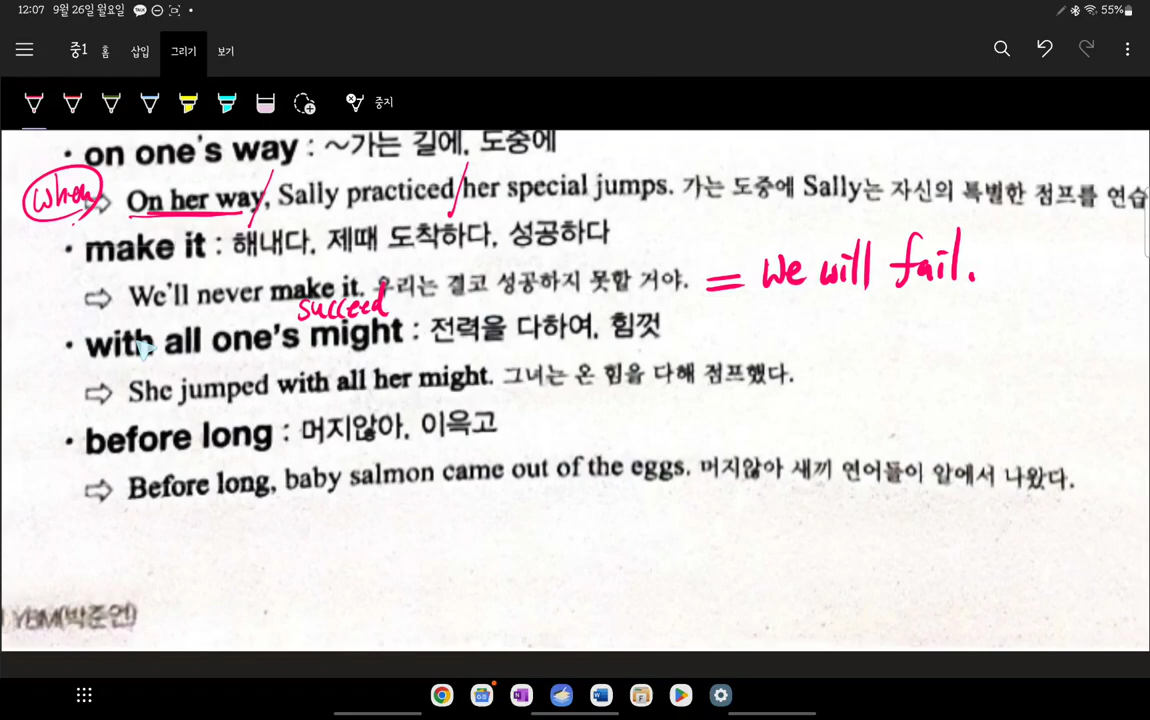 12:07 9월 26일 월요일 TALK 55%
중1 홈 삽입 그리기 보기
중지
· on one's way : ~가는 길에, 도중에
when
⇨ On her way, Sally practiced her special jumps. 가는 도중에 Sally는 자신의 특별한 점프를 연습
· make it : 해내다, 제때 도착하다, 성공하다
⇨ We'll never make it. 우리는 결코 성공하지 못할 거야. = We will fail.
succeed
· with all one's might : 전력을 다하여, 힘껏
⇨ She jumped with all her might. 그녀는 온 힘을 다해 점프했다.
· before long : 머지않아, 이윽고
⇨ Before long, baby salmon came out of the eggs. 머지않아 새끼 연어들이 알에서 나왔다.
YBM(박준언)